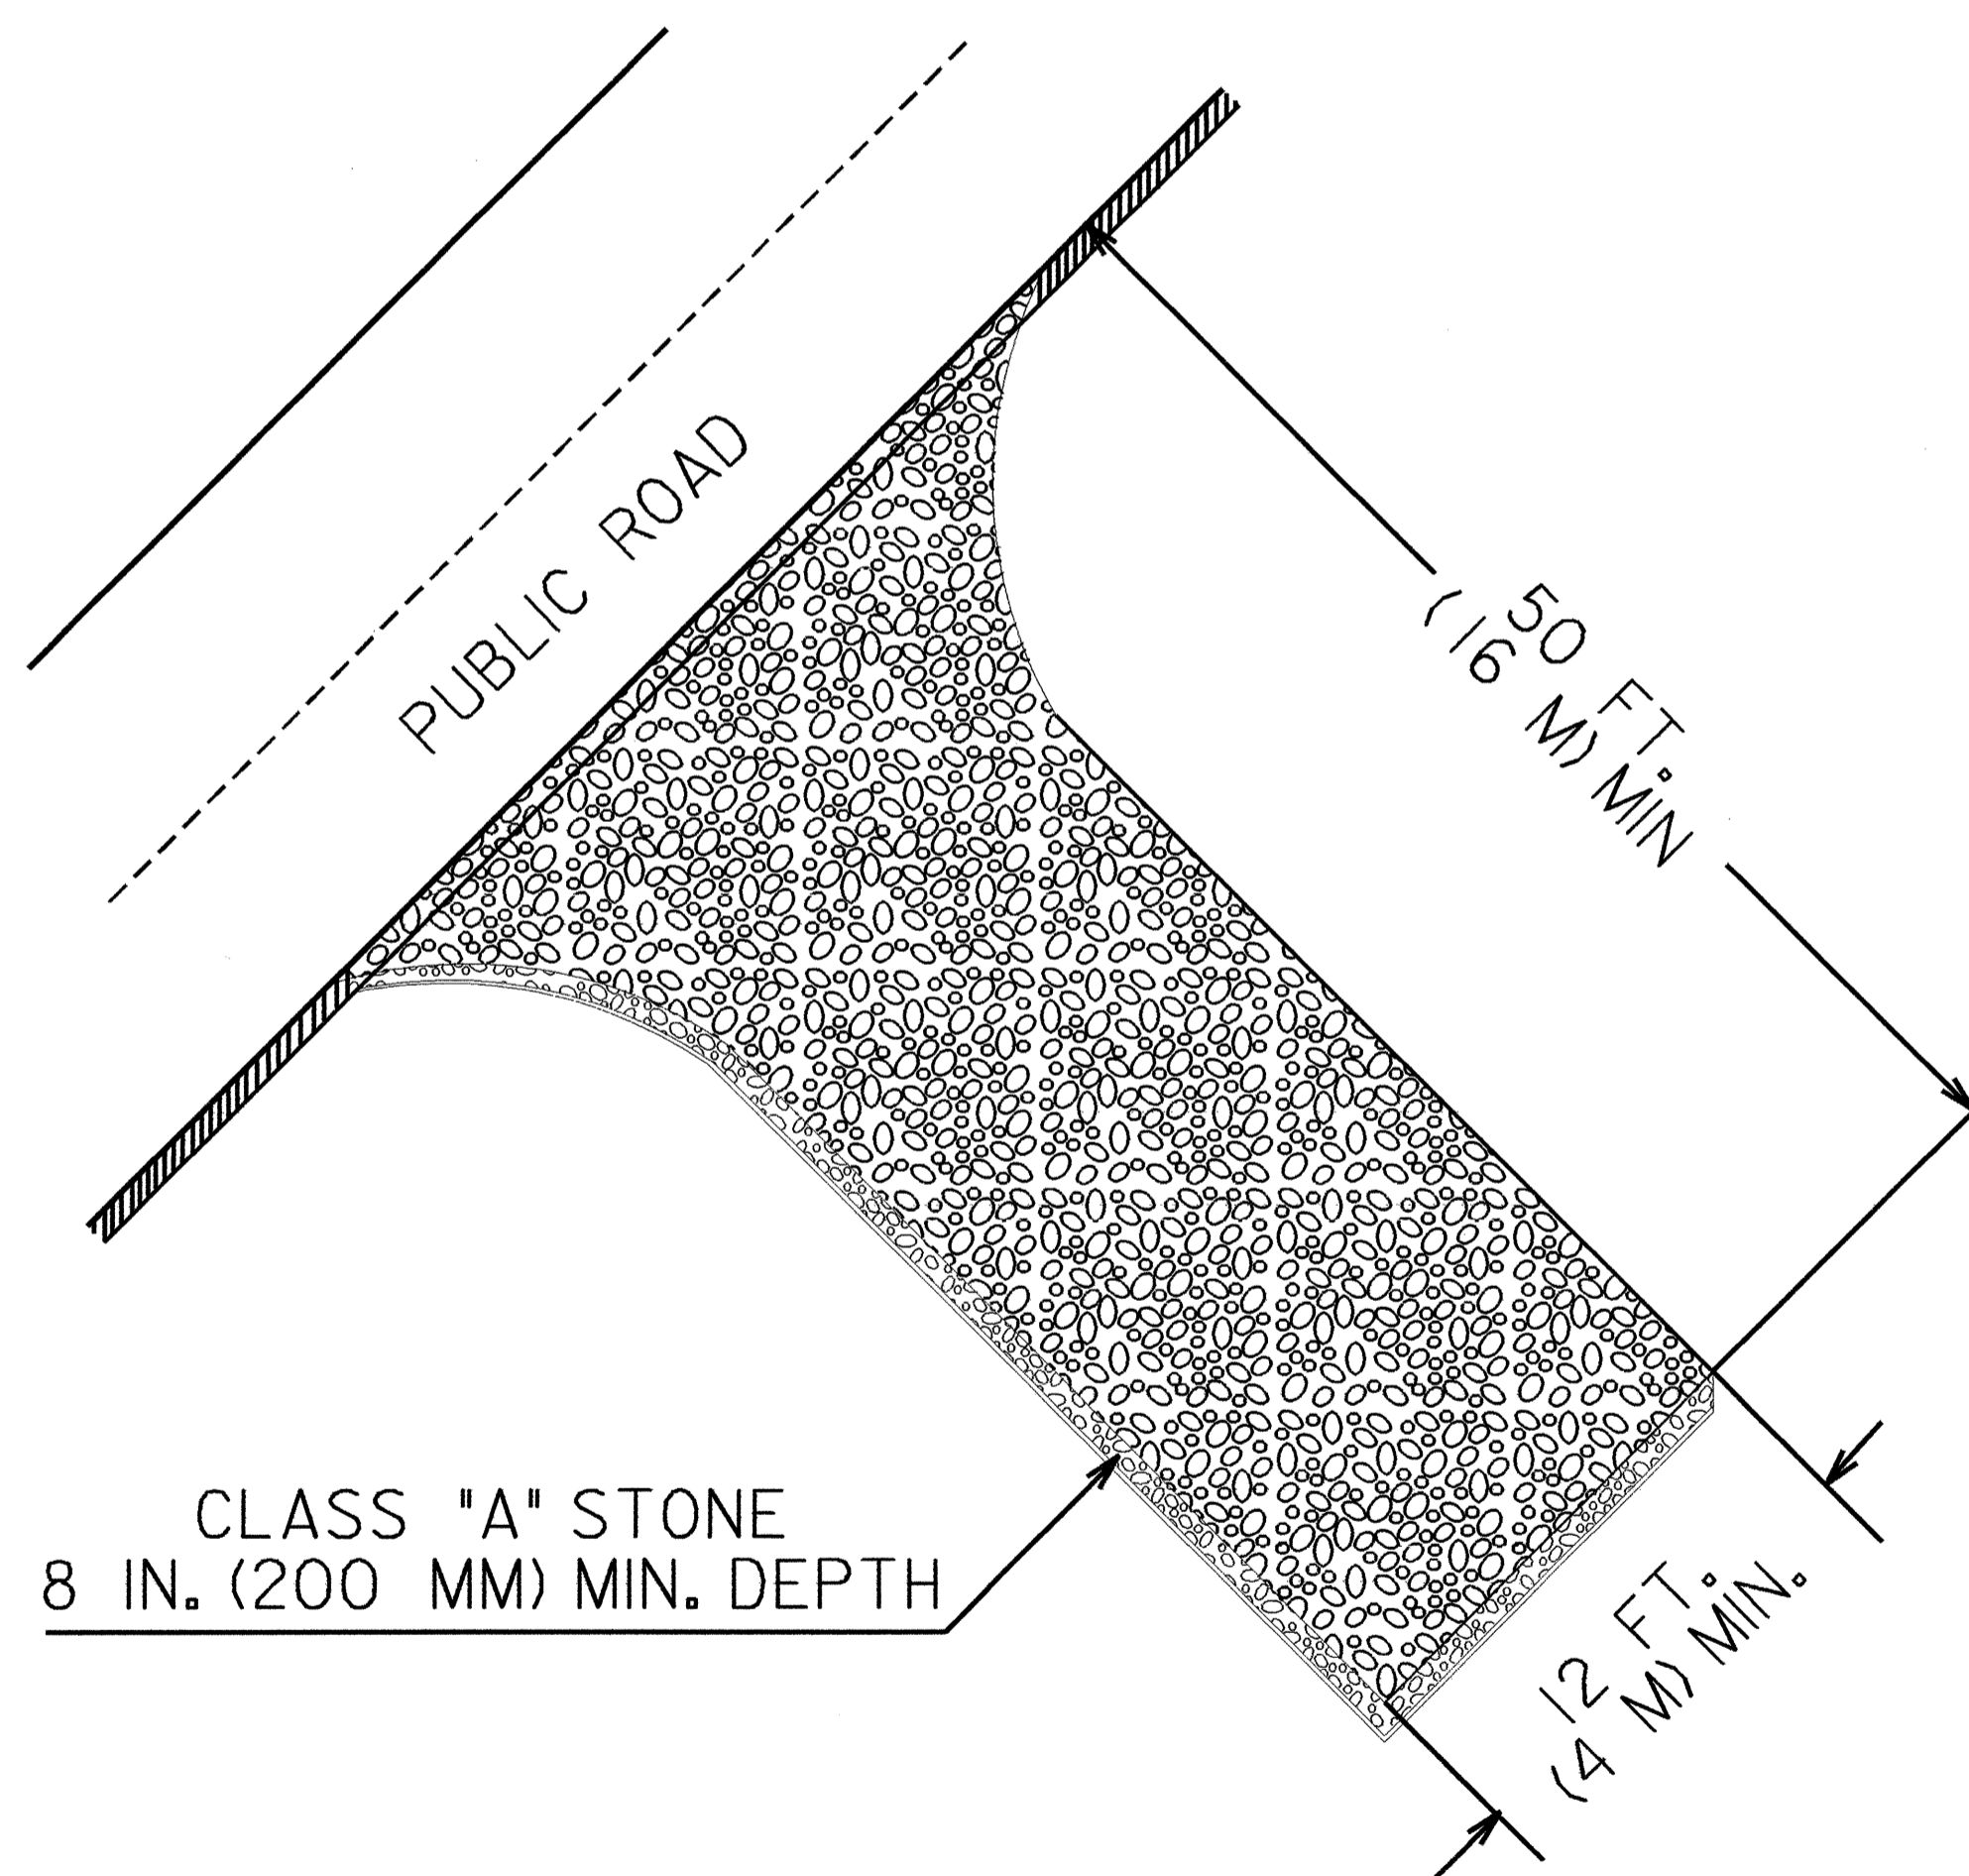 PUBLIC ROAD
50 FT.
(16 M) MIN
CLASS "A" STONE
8 IN. (200 MM) MIN. DEPTH
12 FT.
(4 M) MIN.